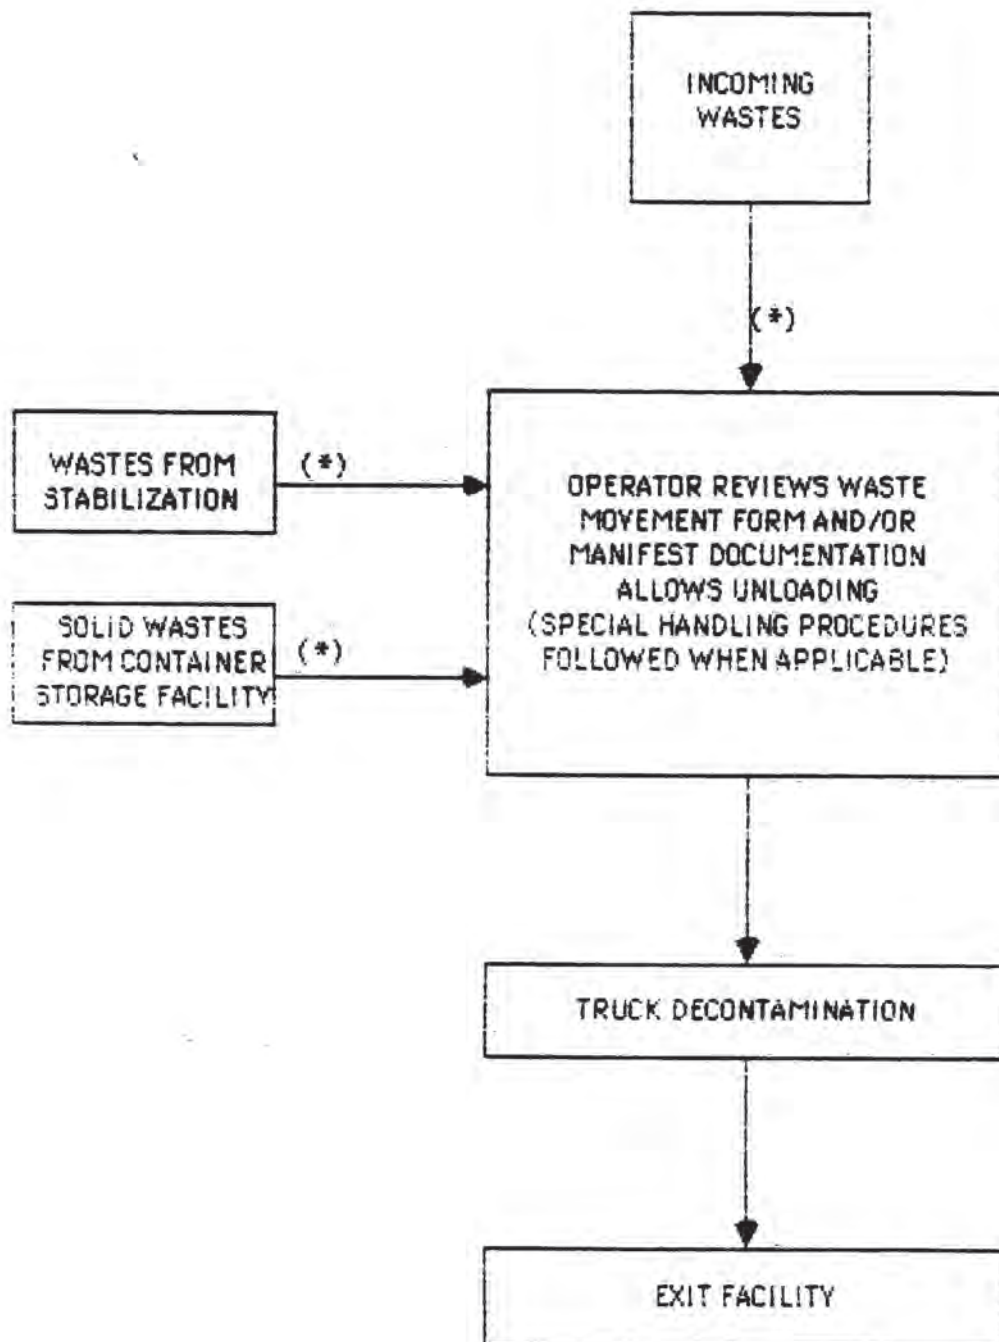 INCOMING
WASTES
(*)
WASTES FROM
STABILIZATION
(*)
SOLID WASTES
FROM CONTAINER
STORAGE FACILITY
(*)
OPERATOR REVIEWS WASTE
MOVEMENT FORM AND/OR
MANIFEST DOCUMENTATION
ALLOWS UNLOADING
(SPECIAL HANDLING PROCEDURES
FOLLOWED WHEN APPLICABLE)
TRUCK DECONTAMINATION
EXIT FACILITY